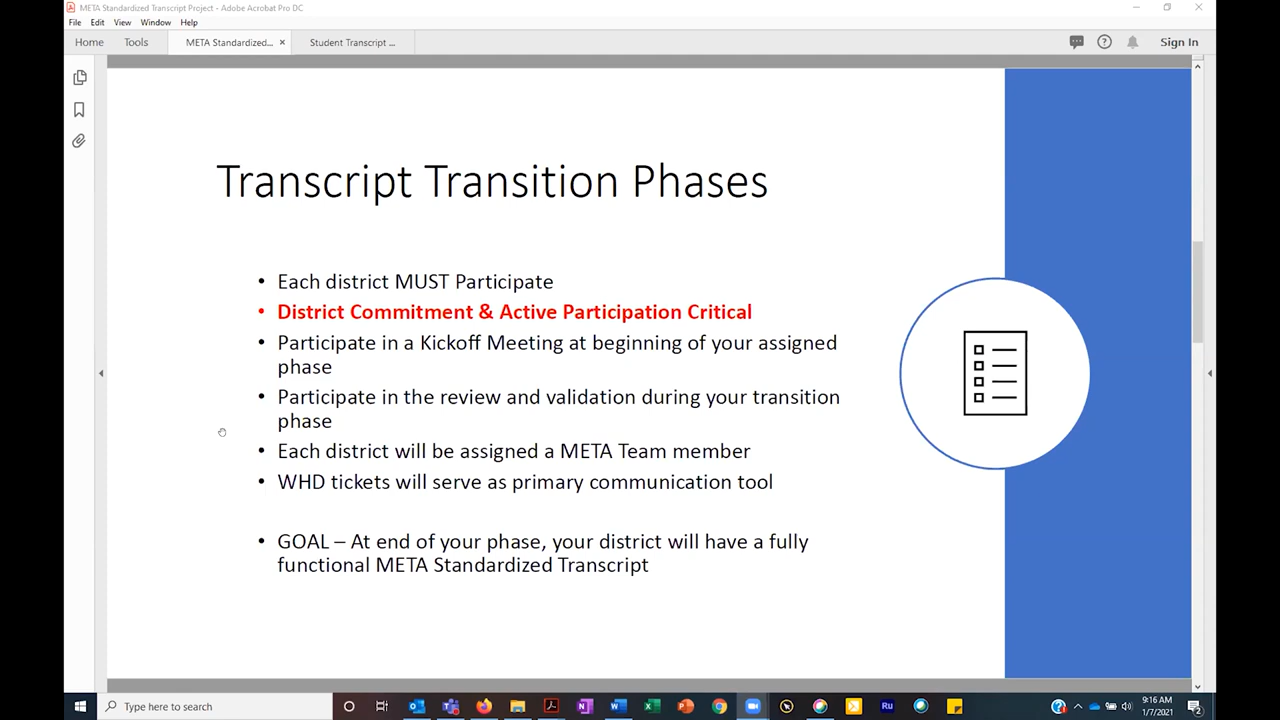 META Standardized Transcript Project - Adobe Acrobat Pro DC
File Edit View Window Help
Home Tools META Standardized... × Student Transcript ... Sign In
Transcript Transition Phases
• Each district MUST Participate
• District Commitment & Active Participation Critical
• Participate in a Kickoff Meeting at beginning of your assigned
phase
• Participate in the review and validation during your transition
phase
• Each district will be assigned a META Team member
• WHD tickets will serve as primary communication tool
• GOAL – At end of your phase, your district will have a fully
functional META Standardized Transcript
Type here to search
9:16 AM
1/7/2021